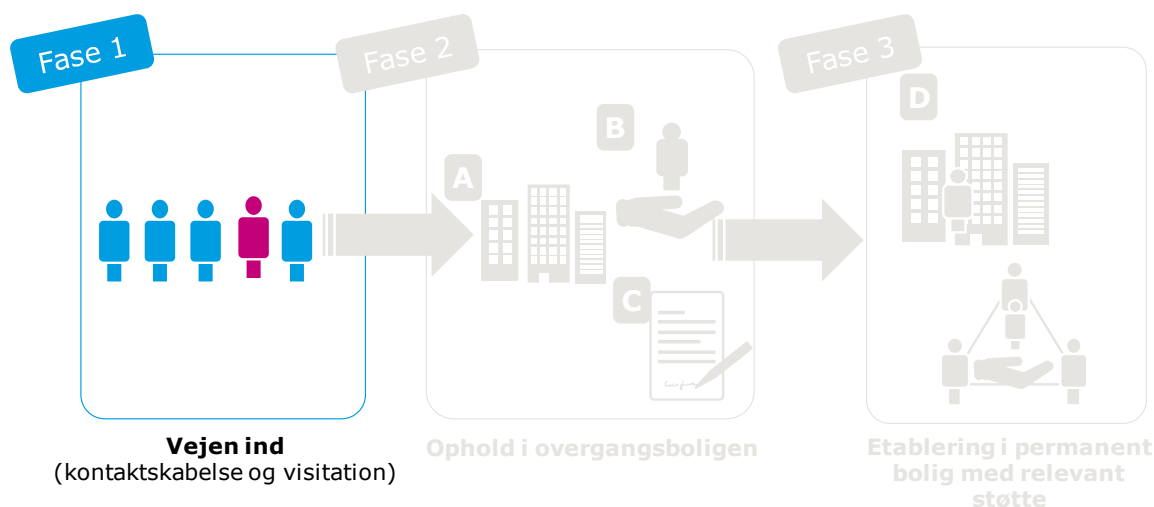 Fase 1
Fase 2
Fase 3
A
B
C
D
Vejen ind
(kontaktskabelse og visitation)
Ophold i overgangsboligen
Etablering i permanent
bolig med relevant
støtte